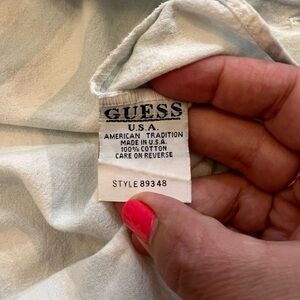 GUESS
U.S.A.
AMERICAN TRADITION
MADE IN U.S.A.
100% COTTON
CARE ON REVERSE
STYLE 89348